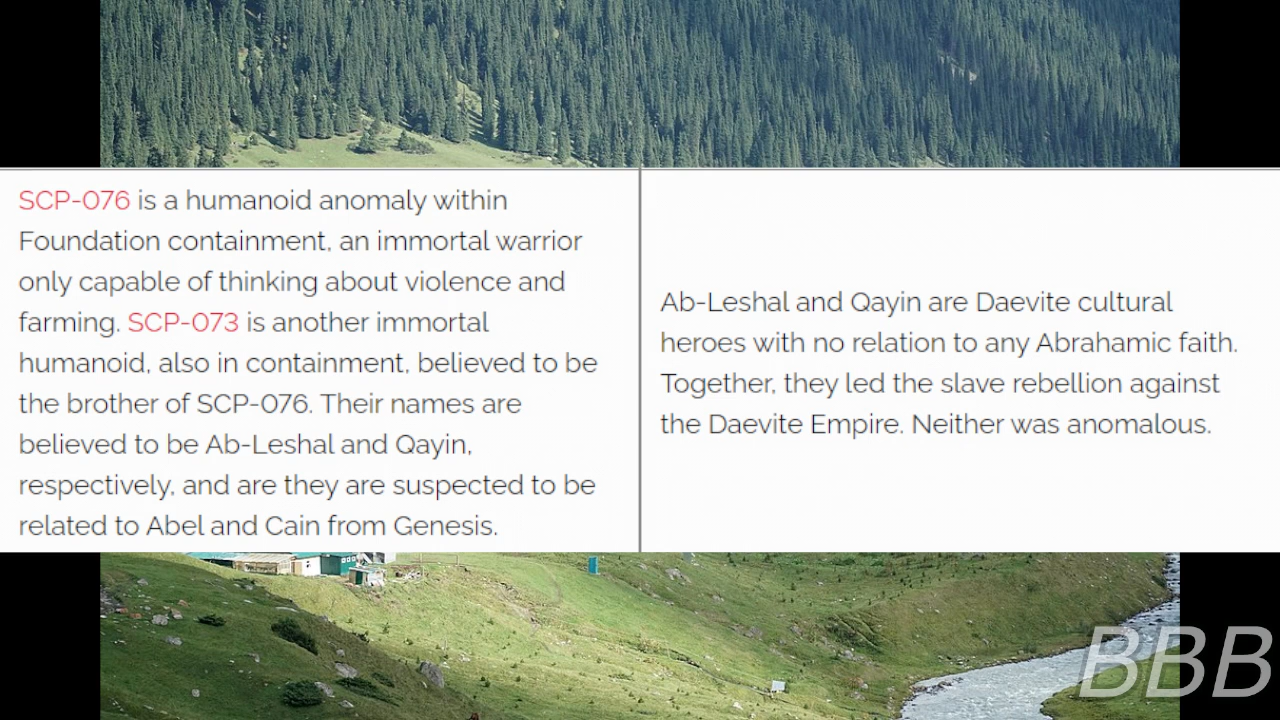 SCP-076 is a humanoid anomaly within
Foundation containment, an immortal warrior
only capable of thinking about violence and
farming. SCP-073 is another immortal
humanoid, also in containment, believed to be
the brother of SCP-076. Their names are
believed to be Ab-Leshal and Qayin,
respectively, and are they are suspected to be
related to Abel and Cain from Genesis.
Ab-Leshal and Qayin are Daevite cultural
heroes with no relation to any Abrahamic faith.
Together, they led the slave rebellion against
the Daevite Empire. Neither was anomalous.
BBB